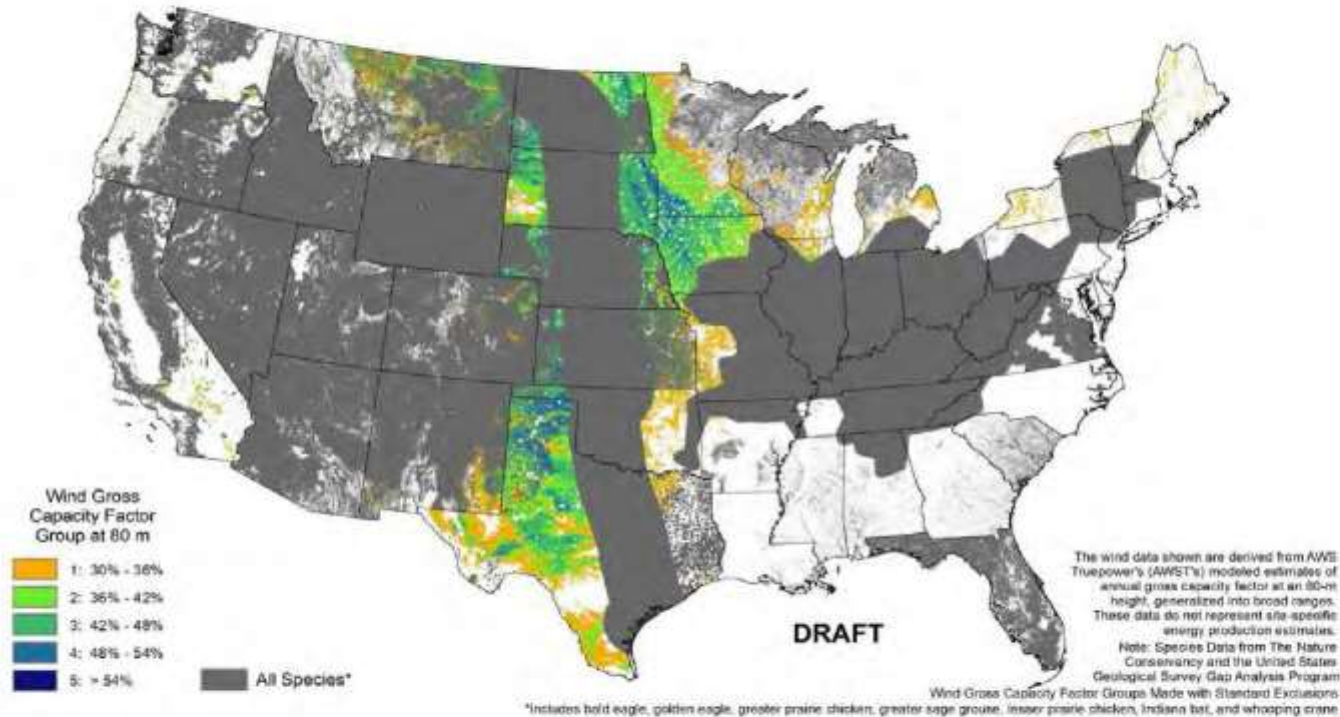 Wind Gross
Capacity Factor
Group at 80 m
1: 30% - 36%
2: 36% - 42%
3: 42% - 48%
4: 48% - 54%
5: > 54%
All Species*
DRAFT
The wind data shown are derived from AWS
Truepower's (AWST's) modeled estimates of
annual gross capacity factor at an 80-m
height, generalized into broad ranges.
These data do not represent site-specific
energy production estimates.
Note: Species Data from The Nature
Conservancy and the United States
Geological Survey Gap Analysis Program
Wind Gross Capacity Factor Groups Made with Standard Exclusions
*Includes bald eagle, golden eagle, greater prairie chicken, greater sage grouse, lesser prairie chicken, Indiana bat, and whooping crane